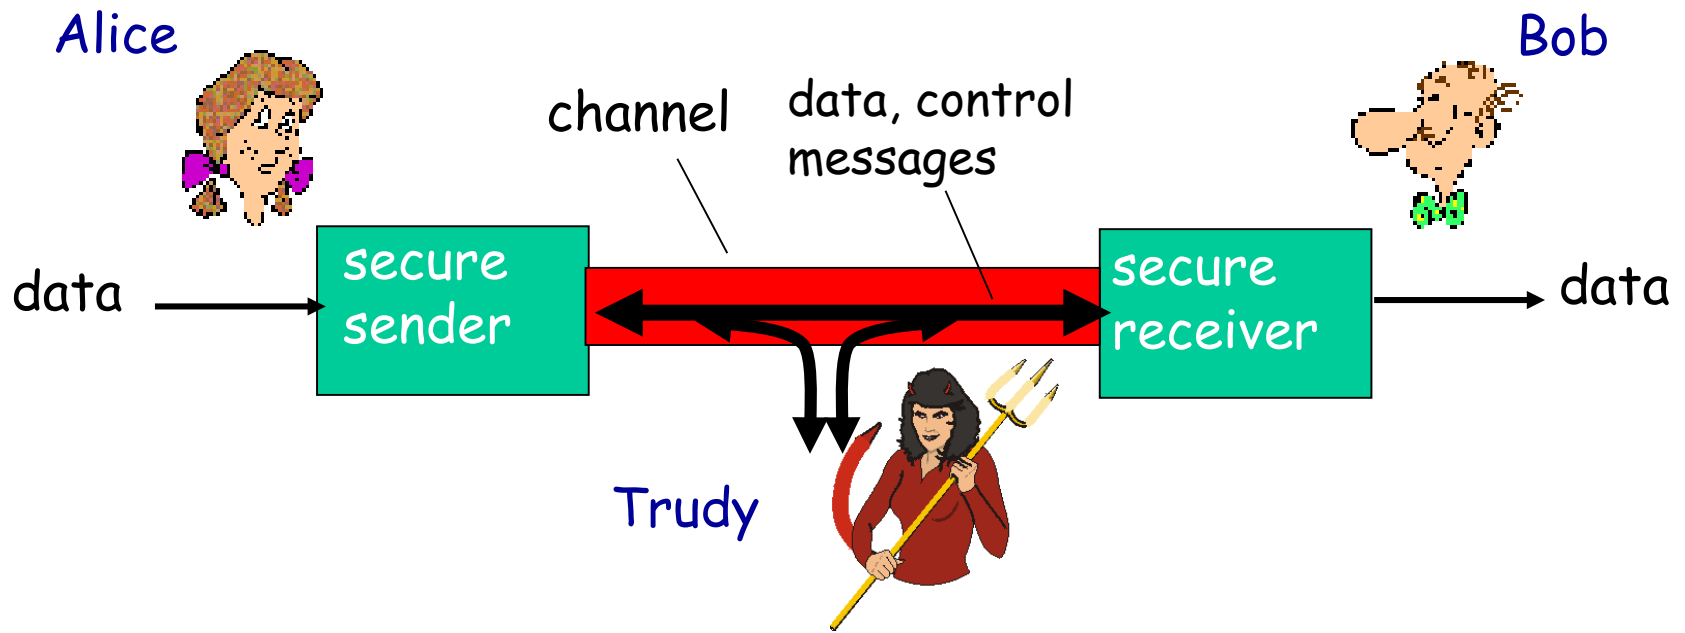 Alice
Bob
channel
data, control
messages
secure
sender
secure
receiver
data
data
Trudy